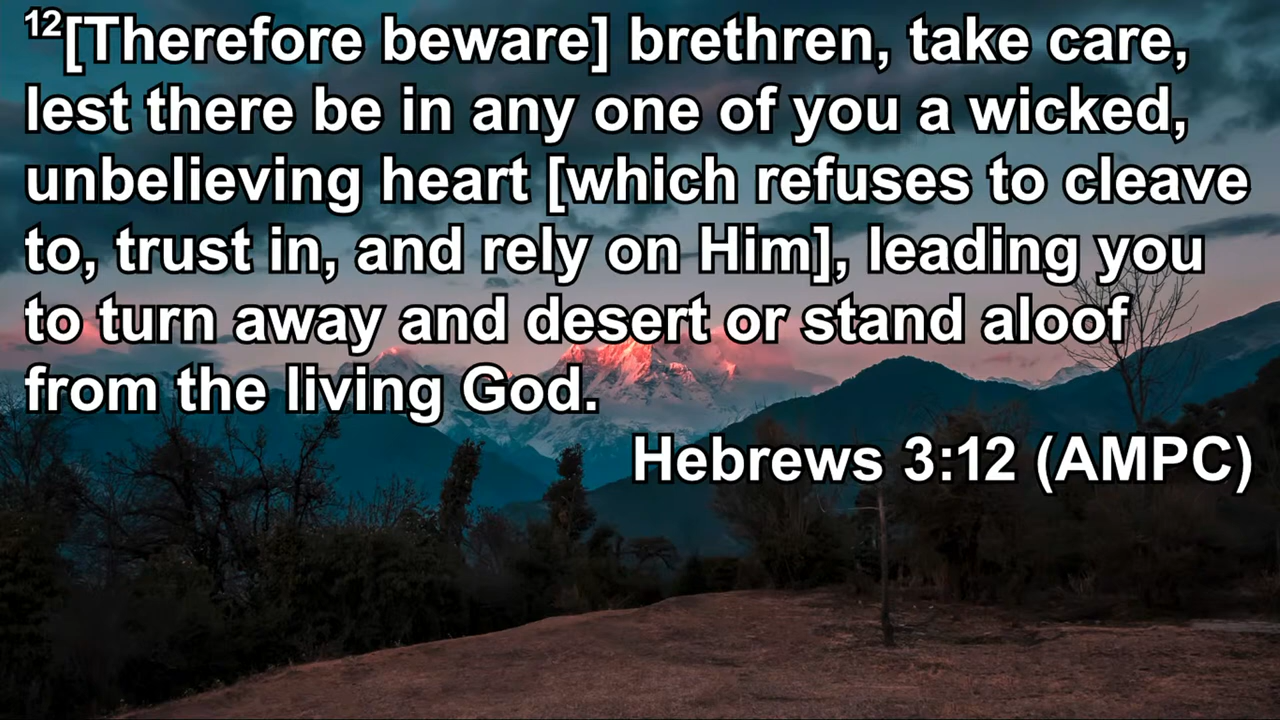 ¹²[Therefore beware] brethren, take care,
lest there be in any one of you a wicked,
unbelieving heart [which refuses to cleave
to, trust in, and rely on Him], leading you
to turn away and desert or stand aloof
from the living God.
Hebrews 3:12 (AMPC)